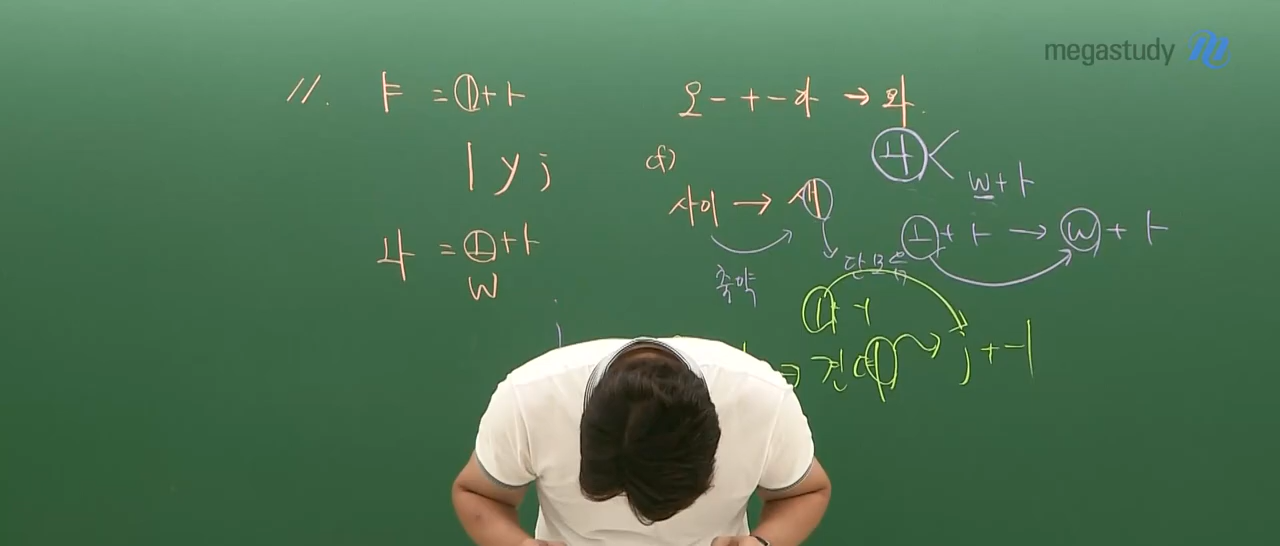 megastudy
11. ㅑ = ㅣ+ㅏ
ㅣ y j
ㅘ = ㅗ+ㅏ
w
오- + -아 → 와
cf)
사이 → 새
축약
단모음
ㅘ <
w+ㅏ
ㅗ + ㅏ → w + ㅏ
ㅣ+ㅓ
j + ㅓ